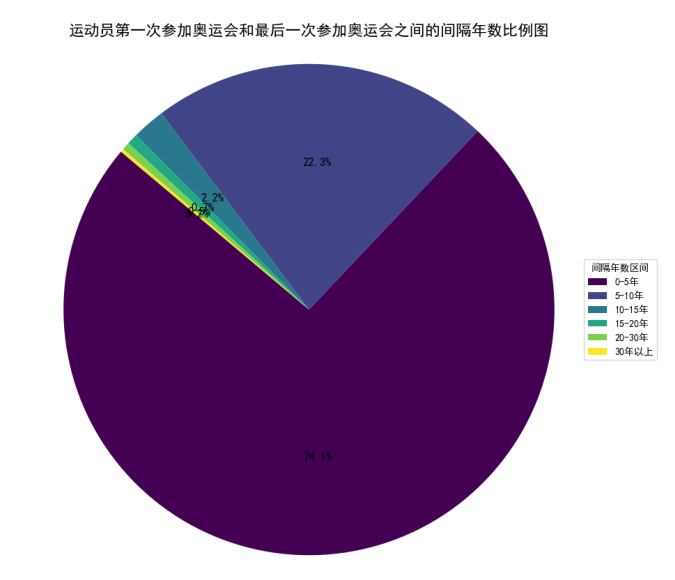 运动员第一次参加奥运会和最后一次参加奥运会之间的间隔年数比例图
22.3%
2.2%
0.7%
74.1%
间隔年数区间
0-5年
5-10年
10-15年
15-20年
20-30年
30年以上